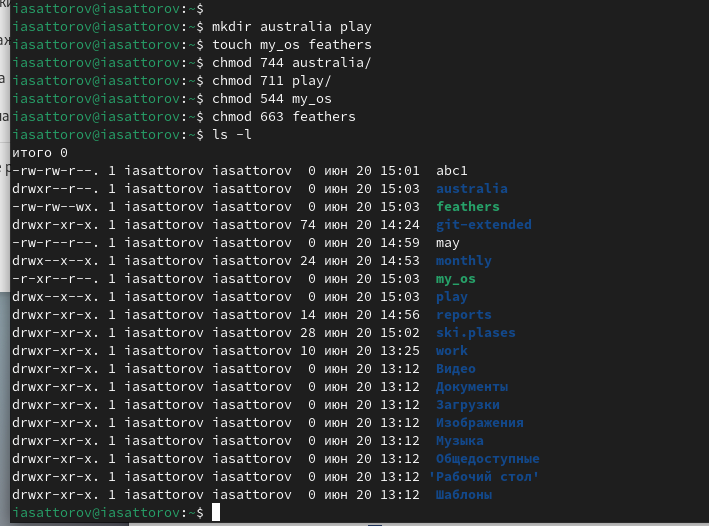 iasattorov@iasattorov:~$
iasattorov@iasattorov:~$ mkdir australia play
iasattorov@iasattorov:~$ touch my_os feathers
iasattorov@iasattorov:~$ chmod 744 australia/
iasattorov@iasattorov:~$ chmod 711 play/
iasattorov@iasattorov:~$ chmod 544 my_os
iasattorov@iasattorov:~$ chmod 663 feathers
iasattorov@iasattorov:~$ ls -l
итого 0
-rw-rw-r--. 1 iasattorov iasattorov  0 июн 20 15:01  abc1
drwxr--r--. 1 iasattorov iasattorov  0 июн 20 15:03  australia
-rw-rw--wx. 1 iasattorov iasattorov  0 июн 20 15:03  feathers
drwxr-xr-x. 1 iasattorov iasattorov 74 июн 20 14:24  git-extended
-rw-r--r--. 1 iasattorov iasattorov  0 июн 20 14:59  may
drwx--x--x. 1 iasattorov iasattorov 24 июн 20 14:53  monthly
-r-xr--r--. 1 iasattorov iasattorov  0 июн 20 15:03  my_os
drwx--x--x. 1 iasattorov iasattorov  0 июн 20 15:03  play
drwxr-xr-x. 1 iasattorov iasattorov 14 июн 20 14:56  reports
drwxr-xr-x. 1 iasattorov iasattorov 28 июн 20 15:02  ski.plases
drwxr-xr-x. 1 iasattorov iasattorov 10 июн 20 13:25  work
drwxr-xr-x. 1 iasattorov iasattorov  0 июн 20 13:12  Видео
drwxr-xr-x. 1 iasattorov iasattorov  0 июн 20 13:12  Документы
drwxr-xr-x. 1 iasattorov iasattorov  0 июн 20 13:12  Загрузки
drwxr-xr-x. 1 iasattorov iasattorov  0 июн 20 13:12  Изображения
drwxr-xr-x. 1 iasattorov iasattorov  0 июн 20 13:12  Музыка
drwxr-xr-x. 1 iasattorov iasattorov  0 июн 20 13:12  Общедоступные
drwxr-xr-x. 1 iasattorov iasattorov  0 июн 20 13:12 'Рабочий стол'
drwxr-xr-x. 1 iasattorov iasattorov  0 июн 20 13:12  Шаблоны
iasattorov@iasattorov:~$